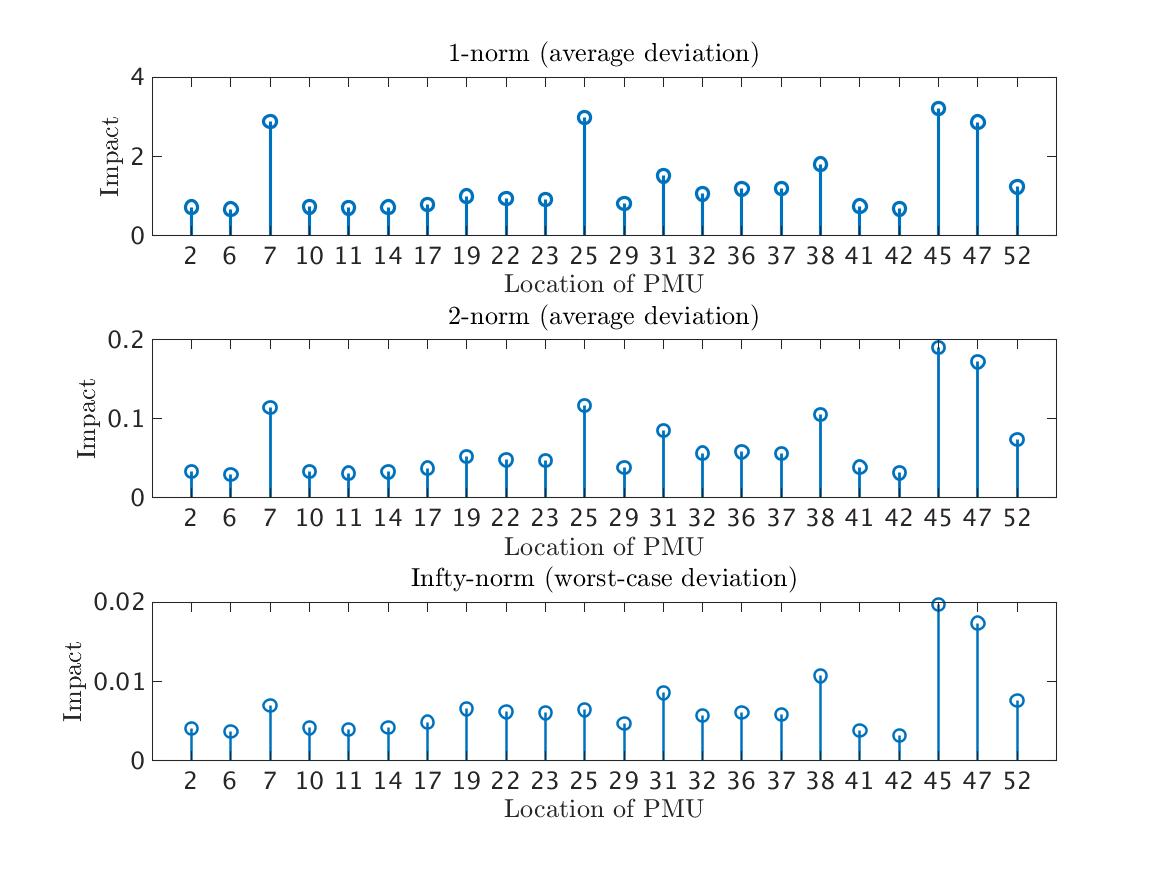 1-norm (average deviation)
4
2
0
Impact
2 6 7 10 11 14 17 19 22 23 25 29 31 32 36 37 38 41 42 45 47 52
Location of PMU
2-norm (average deviation)
0.2
0.1
0
Impact
2 6 7 10 11 14 17 19 22 23 25 29 31 32 36 37 38 41 42 45 47 52
Location of PMU
Infty-norm (worst-case deviation)
0.02
0.01
0
Impact
2 6 7 10 11 14 17 19 22 23 25 29 31 32 36 37 38 41 42 45 47 52
Location of PMU